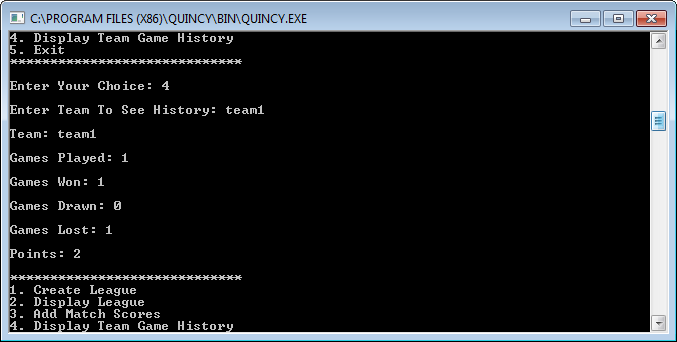 C:\PROGRAM FILES (X86)\QUINCY\BIN\QUINCY.EXE
4. Display Team Game History
5. Exit
*****************************
Enter Your Choice: 4
Enter Team To See History: team1
Team: team1
Games Played: 1
Games Won: 1
Games Drawn: 0
Games Lost: 1
Points: 2
*****************************
1. Create League
2. Display League
3. Add Match Scores
4. Display Team Game History